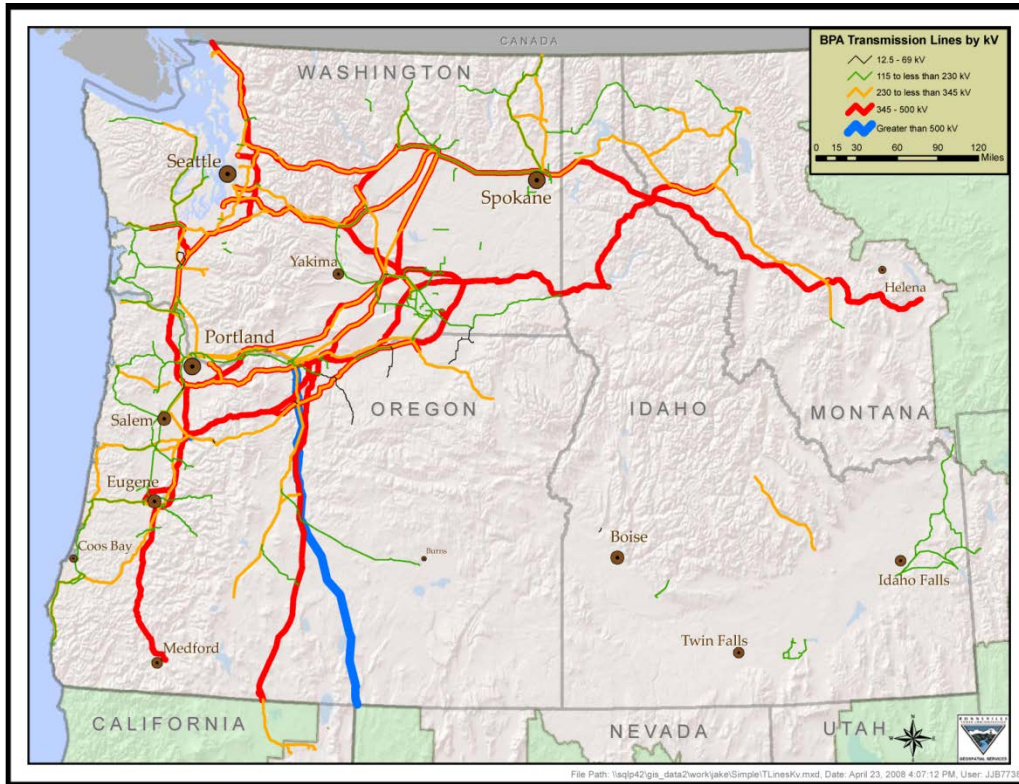 CANADA
WASHINGTON
BPA Transmission Lines by kV
12.5 - 69 kV
115 to less than 230 kV
230 to less than 345 kV
345 - 500 kV
Greater than 500 kV
0 15 30 60 90 120
Miles
Seattle
Spokane
Yakima
Helena
Portland
Salem
OREGON
IDAHO
MONTANA
Eugene
Coos Bay
Burns
Boise
Idaho Falls
Medford
Twin Falls
CALIFORNIA
NEVADA
UTAH
BONNEVILLE
GEOSPATIAL SERVICES
File Path: \\sqlp42\gis_data2\work\jake\Simple\TLinesKv.mxd, Date: April 23, 2008 4:07:12 PM, User: JJB7738